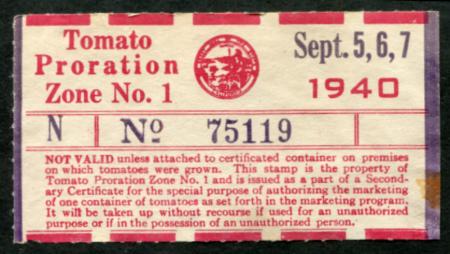 Tomato
Proration
Zone No. 1
Sept. 5, 6, 7
1940
N No 75119
NOT VALID unless attached to certificated container on premises
on which tomatoes were grown. This stamp is the property of
Tomato Proration Zone No. 1 and is issued as a part of a Second-
ary Certificate for the special purpose of authorizing the marketing
of one container of tomatoes as set forth in the marketing program.
It will be taken up without recourse if used for an unauthorized
purpose or if in the possession of an unauthorized person.